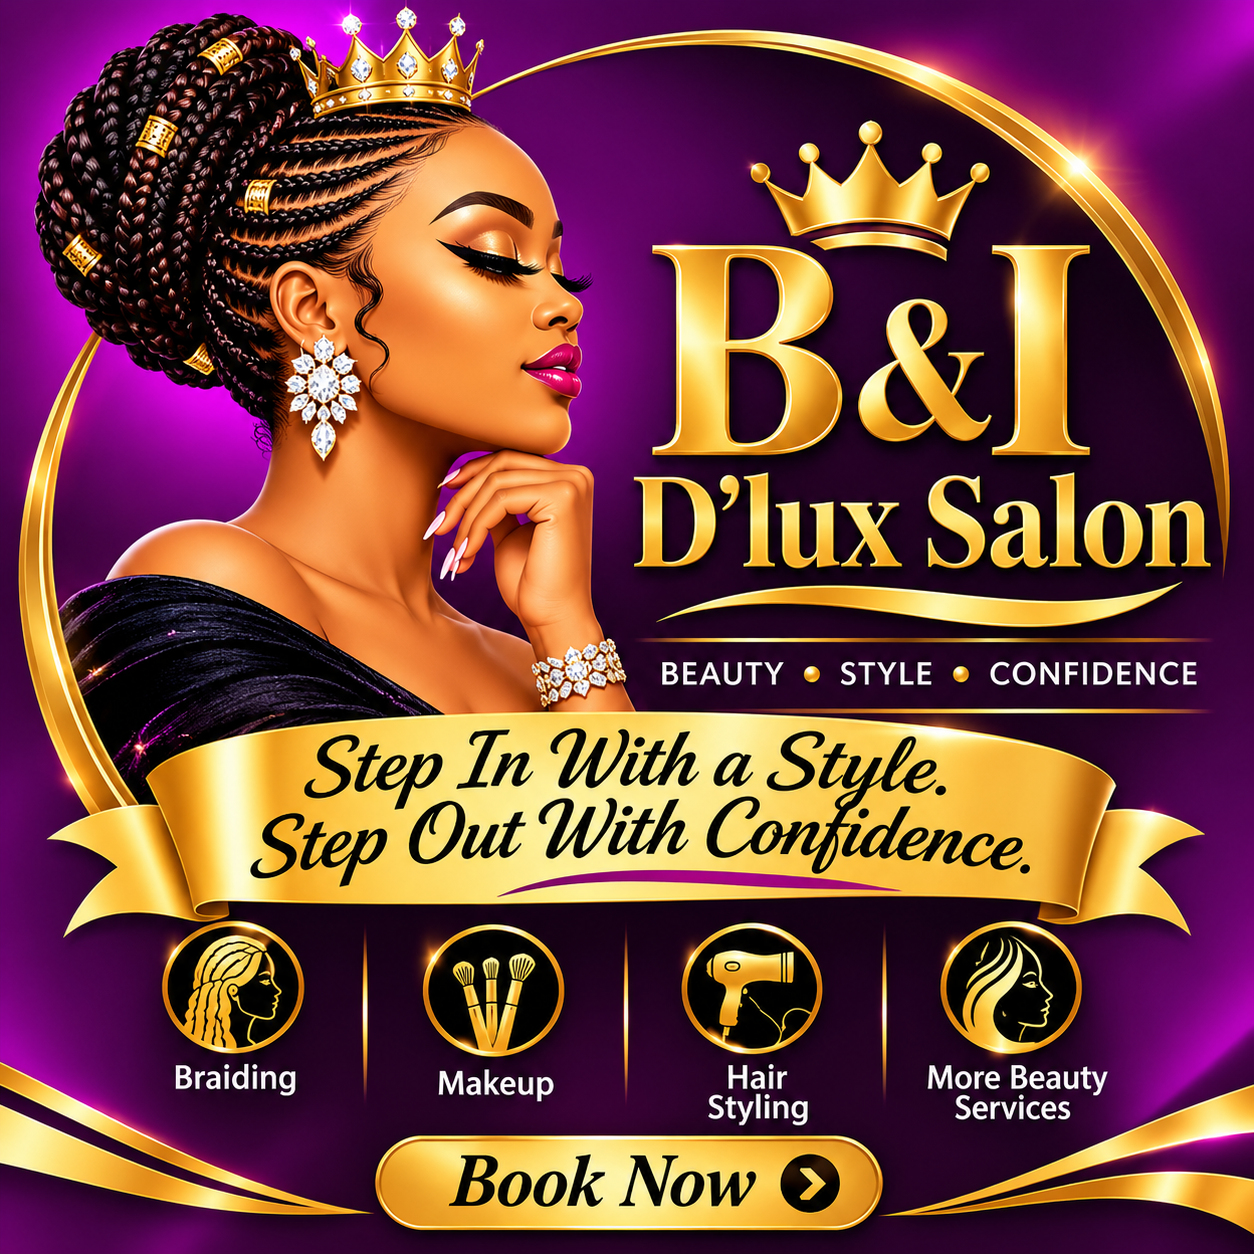 B&I
D'lux Salon
BEAUTY • STYLE • CONFIDENCE
Step In With a Style.
Step Out With Confidence.
Braiding
Makeup
Hair
Styling
More Beauty
Services
Book Now